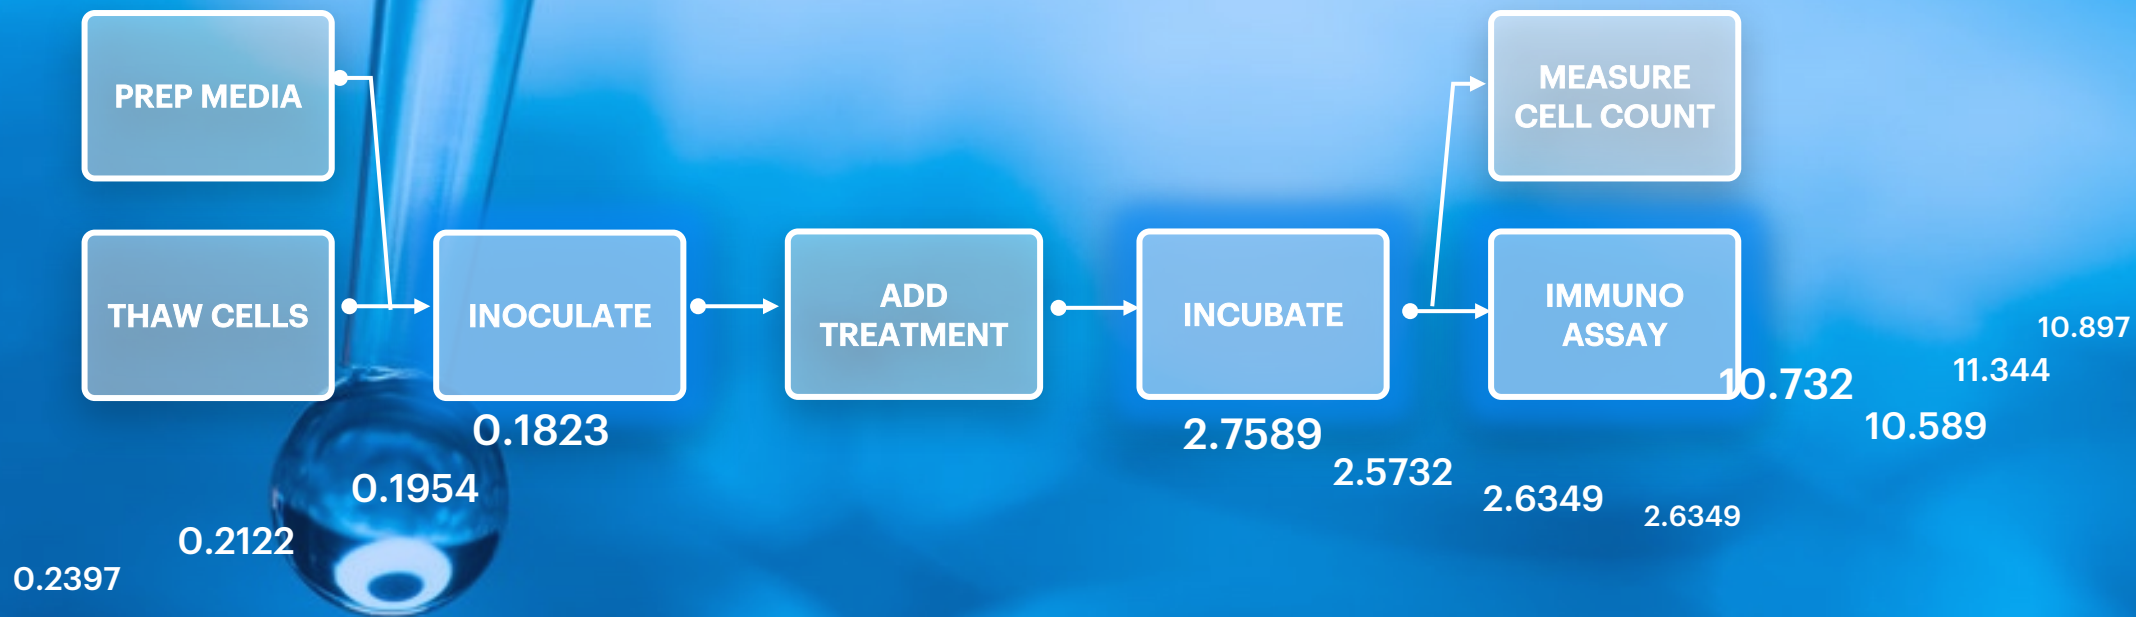 PREP MEDIA
MEASURE
CELL COUNT
THAW CELLS
INOCULATE
ADD
TREATMENT
INCUBATE
IMMUNO
ASSAY
0.1823
0.1954
0.2122
0.2397
2.7589
2.5732
2.6349
2.6349
10.732
10.589
11.344
10.897